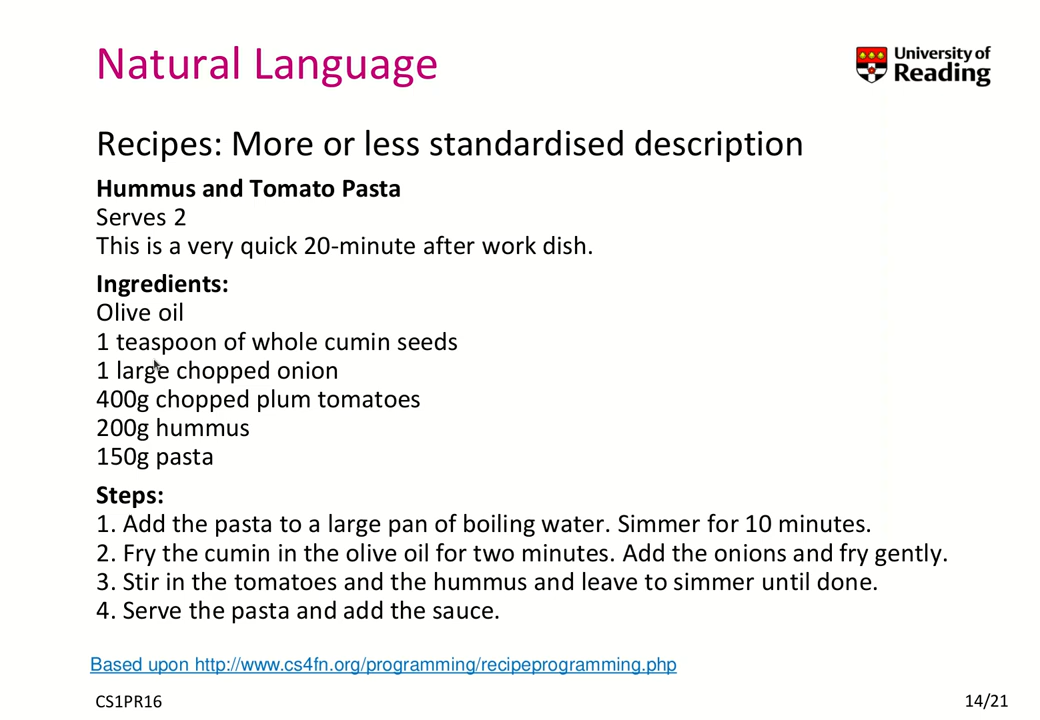 Natural Language
University of
Reading
Recipes: More or less standardised description
Hummus and Tomato Pasta
Serves 2
This is a very quick 20-minute after work dish.
Ingredients:
Olive oil
1 teaspoon of whole cumin seeds
1 large chopped onion
400g chopped plum tomatoes
200g hummus
150g pasta
Steps:
1. Add the pasta to a large pan of boiling water. Simmer for 10 minutes.
2. Fry the cumin in the olive oil for two minutes. Add the onions and fry gently.
3. Stir in the tomatoes and the hummus and leave to simmer until done.
4. Serve the pasta and add the sauce.
Based upon http://www.cs4fn.org/programming/recipeprogramming.php
CS1PR16
14/21